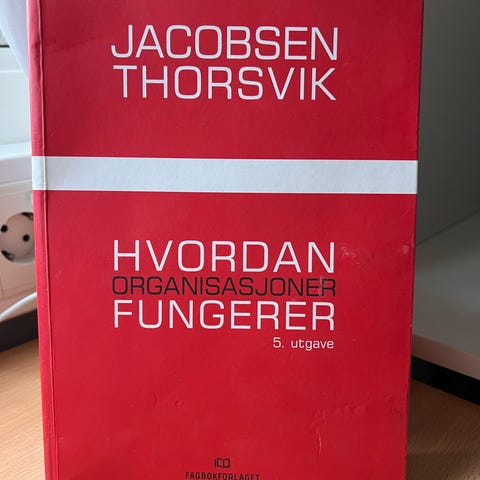 JACOBSEN
THORSVIK
HVORDAN
ORGANISASJONER
FUNGERER
5. utgave
FAGBOKFORLAGET